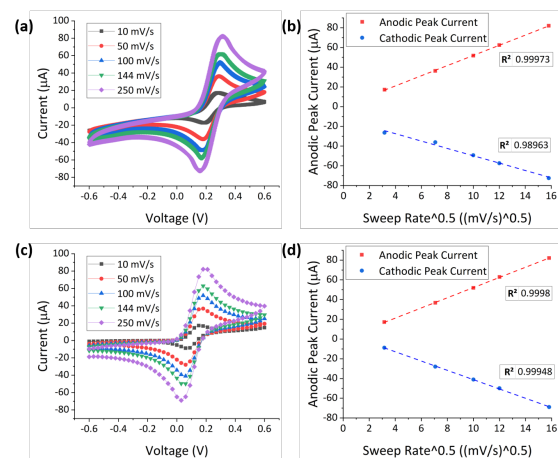 (a)
100
80
60
40
20
0
-20
-40
-60
-80
Current (µA)
10 mV/s
50 mV/s
100 mV/s
144 mV/s
250 mV/s
-0.6 -0.4 -0.2 0.0 0.2 0.4 0.6
Voltage (V)
(b)
100
80
60
40
20
0
-20
-40
-60
-80
Anodic Peak Current (µA)
Anodic Peak Current
Cathodic Peak Current
R² 0.99973
R² 0.98963
2 4 6 8 10 12 14 16
Sweep Rate^0.5 ((mV/s)^0.5)
(c)
100
80
60
40
20
0
-20
-40
-60
-80
Current (µA)
10 mV/s
50 mV/s
100 mV/s
144 mV/s
250 mV/s
-0.6 -0.4 -0.2 0.0 0.2 0.4 0.6
Voltage (V)
(d)
100
80
60
40
20
0
-20
-40
-60
-80
Anodic Peak Current (µA)
Anodic Peak Current
Cathodic Peak Current
R² 0.9998
R² 0.99948
2 4 6 8 10 12 14 16
Sweep Rate^0.5 ((mV/s)^0.5)